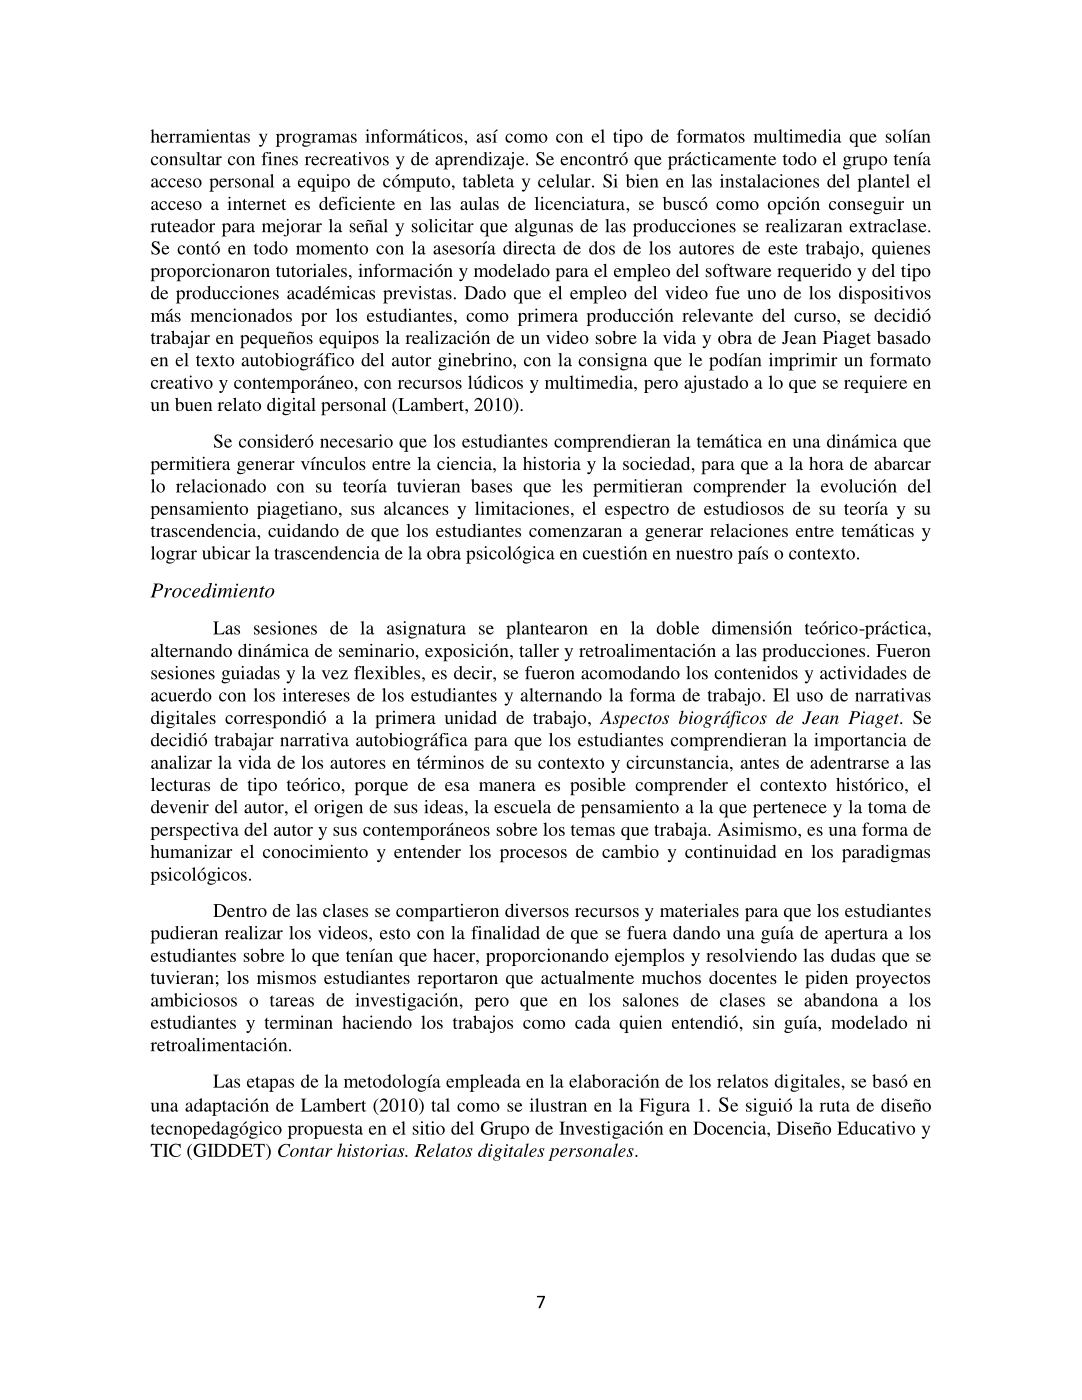 herramientas y programas informáticos, así como con el tipo de formatos multimedia que solían
consultar con fines recreativos y de aprendizaje. Se encontró que prácticamente todo el grupo tenía
acceso personal a equipo de cómputo, tableta y celular. Si bien en las instalaciones del plantel el
acceso a internet es deficiente en las aulas de licenciatura, se buscó como opción conseguir un
ruteador para mejorar la señal y solicitar que algunas de las producciones se realizaran extraclase.
Se contó en todo momento con la asesoría directa de dos de los autores de este trabajo, quienes
proporcionaron tutoriales, información y modelado para el empleo del software requerido y del tipo
de producciones académicas previstas. Dado que el empleo del video fue uno de los dispositivos
más mencionados por los estudiantes, como primera producción relevante del curso, se decidió
trabajar en pequeños equipos la realización de un video sobre la vida y obra de Jean Piaget basado
en el texto autobiográfico del autor ginebrino, con la consigna que le podían imprimir un formato
creativo y contemporáneo, con recursos lúdicos y multimedia, pero ajustado a lo que se requiere en
un buen relato digital personal (Lambert, 2010).
Se consideró necesario que los estudiantes comprendieran la temática en una dinámica que
permitiera generar vínculos entre la ciencia, la historia y la sociedad, para que a la hora de abarcar
lo relacionado con su teoría tuvieran bases que les permitieran comprender la evolución del
pensamiento piagetiano, sus alcances y limitaciones, el espectro de estudiosos de su teoría y su
trascendencia, cuidando de que los estudiantes comenzaran a generar relaciones entre temáticas y
lograr ubicar la trascendencia de la obra psicológica en cuestión en nuestro país o contexto.
Procedimiento
Las sesiones de la asignatura se plantearon en la doble dimensión teórico-práctica,
alternando dinámica de seminario, exposición, taller y retroalimentación a las producciones. Fueron
sesiones guiadas y la vez flexibles, es decir, se fueron acomodando los contenidos y actividades de
acuerdo con los intereses de los estudiantes y alternando la forma de trabajo. El uso de narrativas
digitales correspondió a la primera unidad de trabajo, Aspectos biográficos de Jean Piaget. Se
decidió trabajar narrativa autobiográfica para que los estudiantes comprendieran la importancia de
analizar la vida de los autores en términos de su contexto y circunstancia, antes de adentrarse a las
lecturas de tipo teórico, porque de esa manera es posible comprender el contexto histórico, el
devenir del autor, el origen de sus ideas, la escuela de pensamiento a la que pertenece y la toma de
perspectiva del autor y sus contemporáneos sobre los temas que trabaja. Asimismo, es una forma de
humanizar el conocimiento y entender los procesos de cambio y continuidad en los paradigmas
psicológicos.
Dentro de las clases se compartieron diversos recursos y materiales para que los estudiantes
pudieran realizar los videos, esto con la finalidad de que se fuera dando una guía de apertura a los
estudiantes sobre lo que tenían que hacer, proporcionando ejemplos y resolviendo las dudas que se
tuvieran; los mismos estudiantes reportaron que actualmente muchos docentes le piden proyectos
ambiciosos o tareas de investigación, pero que en los salones de clases se abandona a los
estudiantes y terminan haciendo los trabajos como cada quien entendió, sin guía, modelado ni
retroalimentación.
Las etapas de la metodología empleada en la elaboración de los relatos digitales, se basó en
una adaptación de Lambert (2010) tal como se ilustran en la Figura 1. Se siguió la ruta de diseño
tecnopedagógico propuesta en el sitio del Grupo de Investigación en Docencia, Diseño Educativo y
TIC (GIDDET) Contar historias. Relatos digitales personales.
7